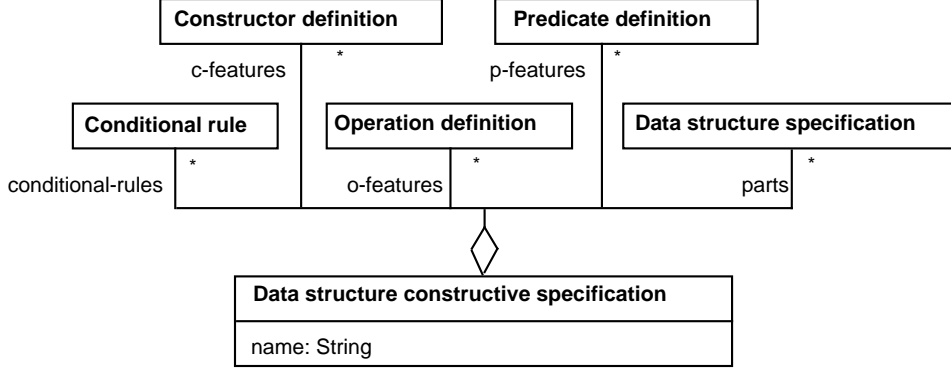 Constructor definition
Predicate definition
*
*
c-features
p-features
Conditional rule
Operation definition
Data structure specification
*
*
*
conditional-rules
o-features
parts
Data structure constructive specification
name: String